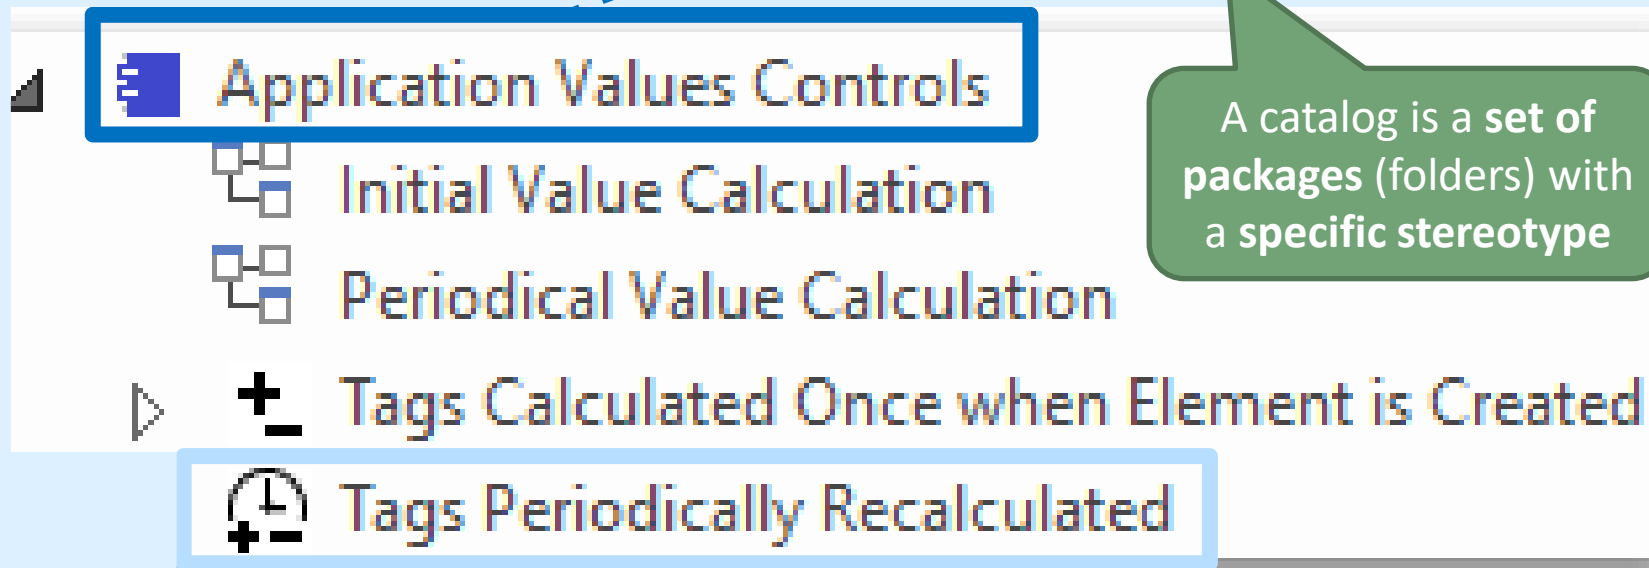 Application Values Controls
A catalog is a set of
packages (folders) with
a specific stereotype
Initial Value Calculation
Periodical Value Calculation
Tags Calculated Once when Element is Created
Tags Periodically Recalculated